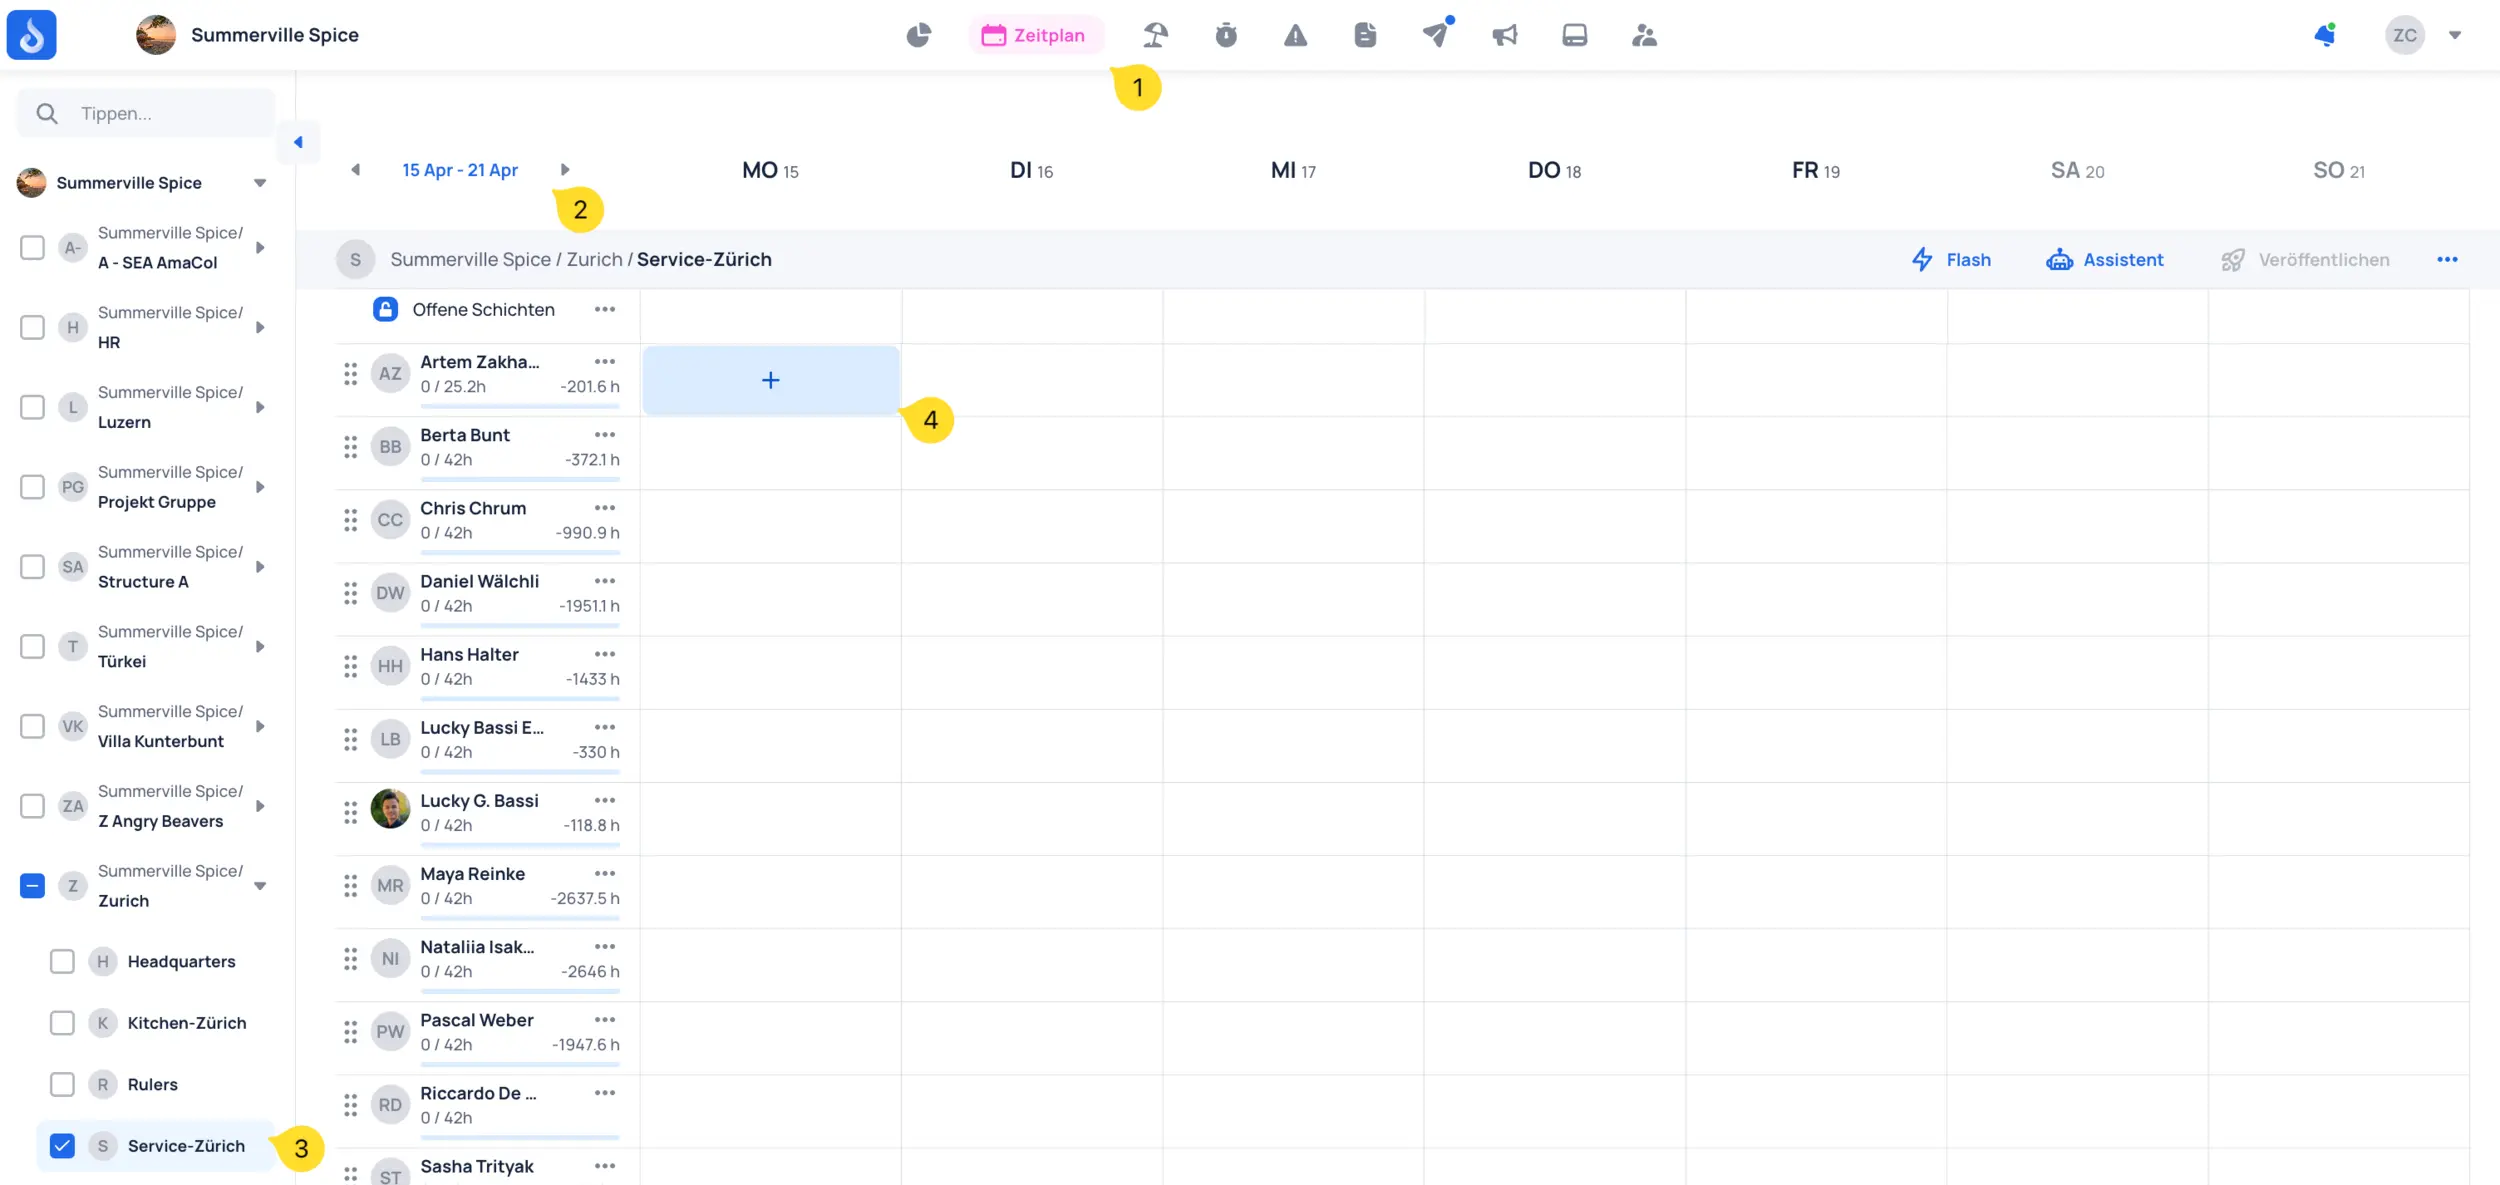 Summerville Spice
Zeitplan
ZC
1
Tippen...
15 Apr - 21 Apr
MO 15
DI 16
MI 17
DO 18
FR 19
SA 20
SO 21
2
Summerville Spice
Summerville Spice/
A-
A - SEA AmaCol
Summerville Spice/
H
HR
Summerville Spice/
L
Luzern
Summerville Spice/
PG
Projekt Gruppe
Summerville Spice/
SA
Structure A
Summerville Spice/
T
Türkei
Summerville Spice/
VK
Villa Kunterbunt
Summerville Spice/
ZA
Z Angry Beavers
Summerville Spice/
Z
Zurich
H Headquarters
K Kitchen-Zürich
R Rulers
S Service-Zürich
3
S Summerville Spice / Zurich / Service-Zürich
Flash
Assistent
Veröffentlichen
Offene Schichten
AZ
Artem Zakha...
0 / 25.2h -201.6 h
+
4
BB
Berta Bunt
0 / 42h -372.1 h
CC
Chris Chrum
0 / 42h -990.9 h
DW
Daniel Wälchli
0 / 42h -1951.1 h
HH
Hans Halter
0 / 42h -1433 h
LB
Lucky Bassi E...
0 / 42h -330 h
Lucky G. Bassi
0 / 42h -118.8 h
MR
Maya Reinke
0 / 42h -2637.5 h
NI
Nataliia Isak...
0 / 42h -2646 h
PW
Pascal Weber
0 / 42h -1947.6 h
RD
Riccardo De ...
0 / 42h
ST
Sasha Trityak